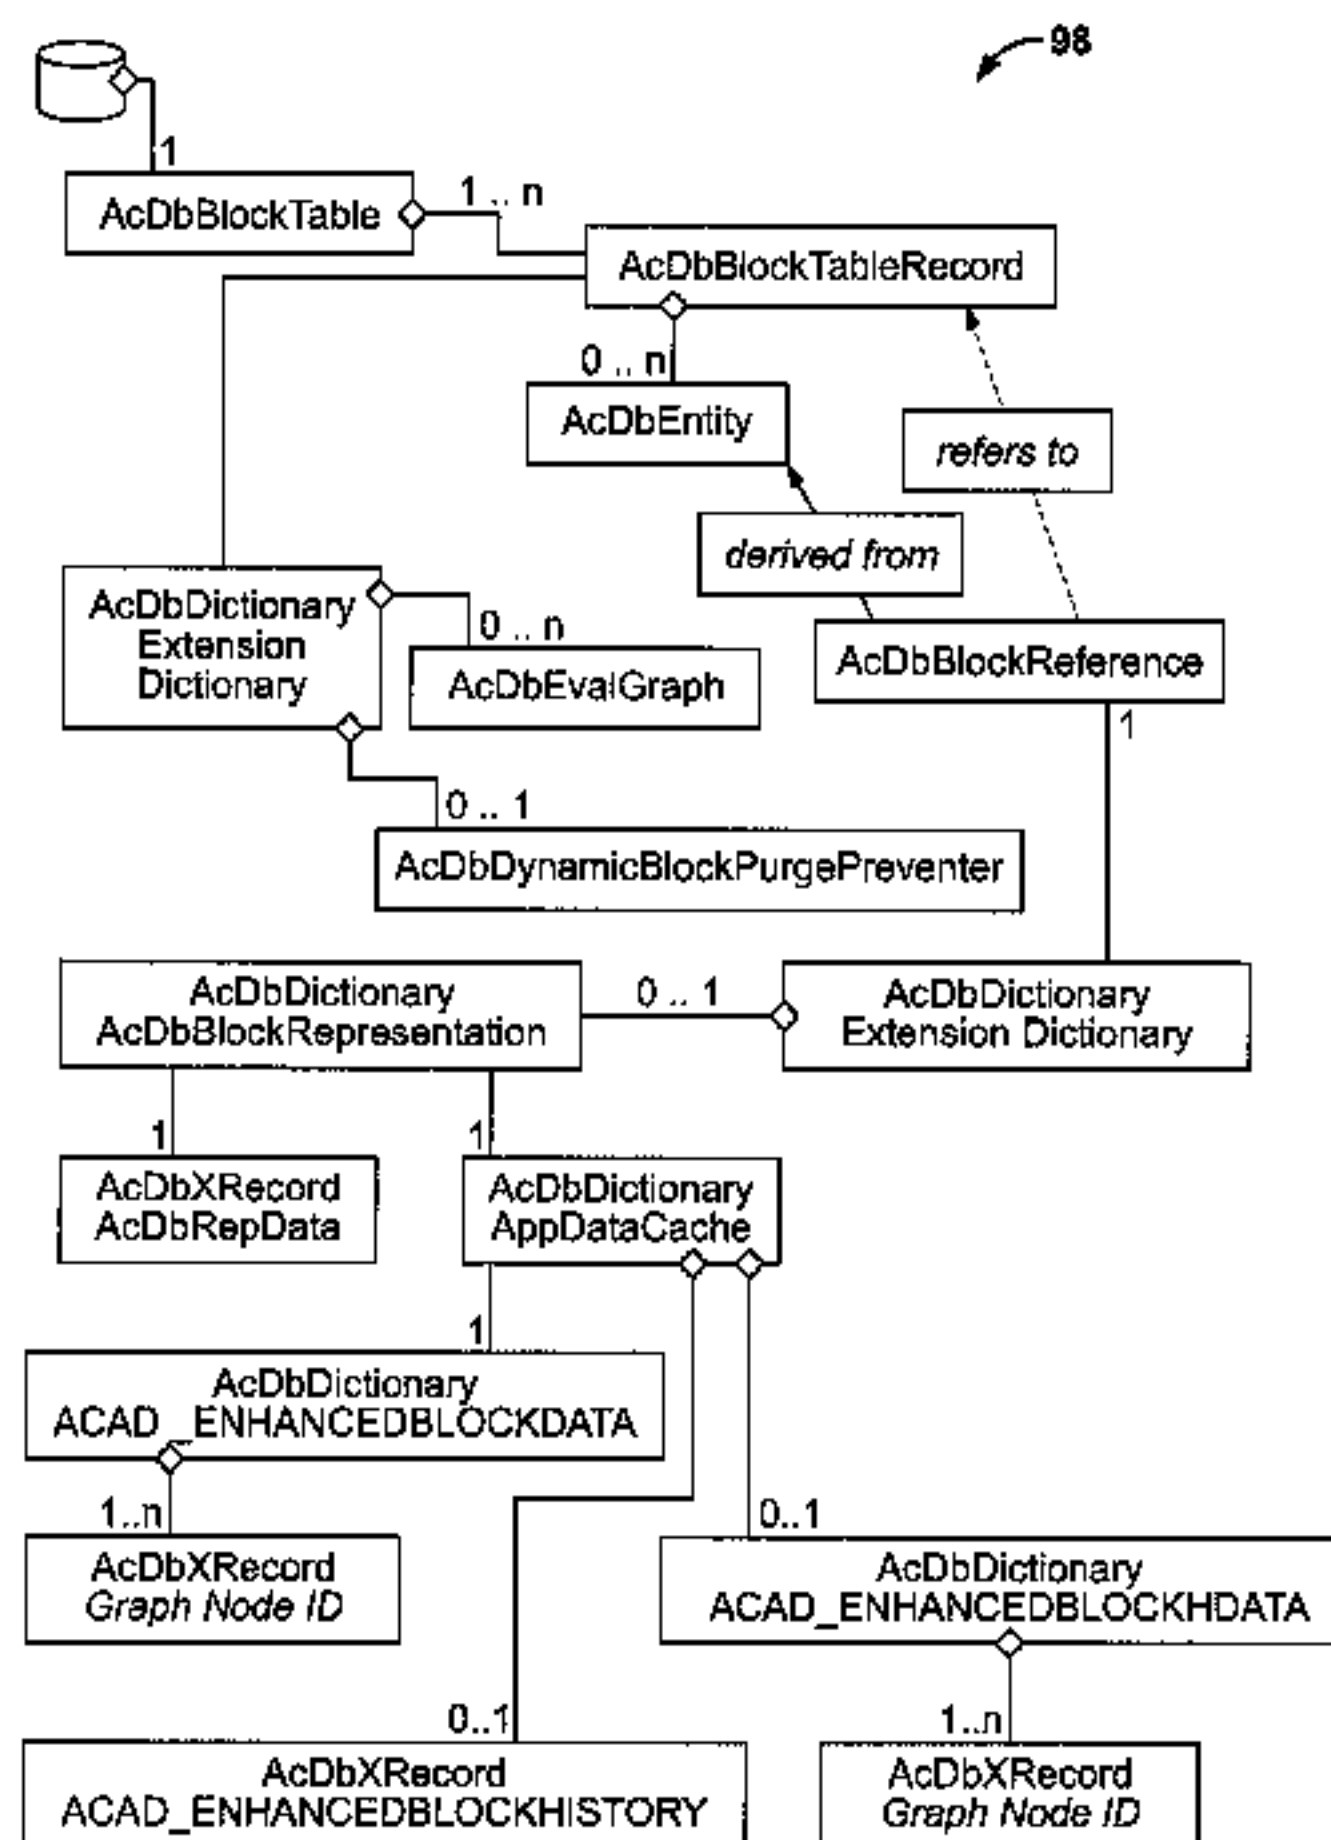 98
1
AcDbBlockTable
1 .. n
AcDbBlockTableRecord
0 .. n
AcDbEntity
refers to
derived from
AcDbDictionary
Extension
Dictionary
0 .. n
AcDbEvalGraph
AcDbBlockReference
1
0 .. 1
AcDbDynamicBlockPurgePreventer
AcDbDictionary
AcDbBlockRepresentation
0 .. 1
AcDbDictionary
Extension Dictionary
1
1
AcDbXRecord
AcDbRepData
AcDbDictionary
AppDataCache
1
AcDbDictionary
ACAD_ENHANCEDBLOCKDATA
1..n
0..1
AcDbXRecord
Graph Node ID
AcDbDictionary
ACAD_ENHANCEDBLOCKHDATA
0..1
1..n
AcDbXRecord
ACAD_ENHANCEDBLOCKHISTORY
AcDbXRecord
Graph Node ID